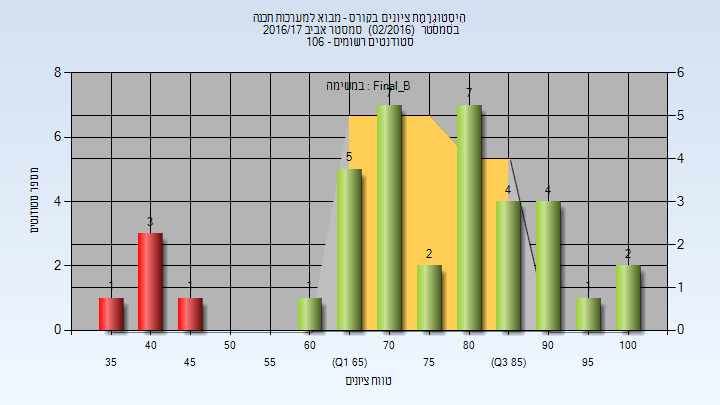 הִיסְטוֹגְרָמַת ציונים בקורס - מבוא למערכות תכנה
בסמסטר (02/2016) סמסטר אביב 2016/17
סטודנטים רשומים - 106
במשימה : Final_B
8 6
6 5
4 4
2 3
0 2
1
0
מספר סטודנטים
1 3 1 1 5 7 2 7 4 4 1 2
40 50 60 70 80 90 100
35 45 55 (Q1 65) 75 (Q3 85) 95
טווח ציונים